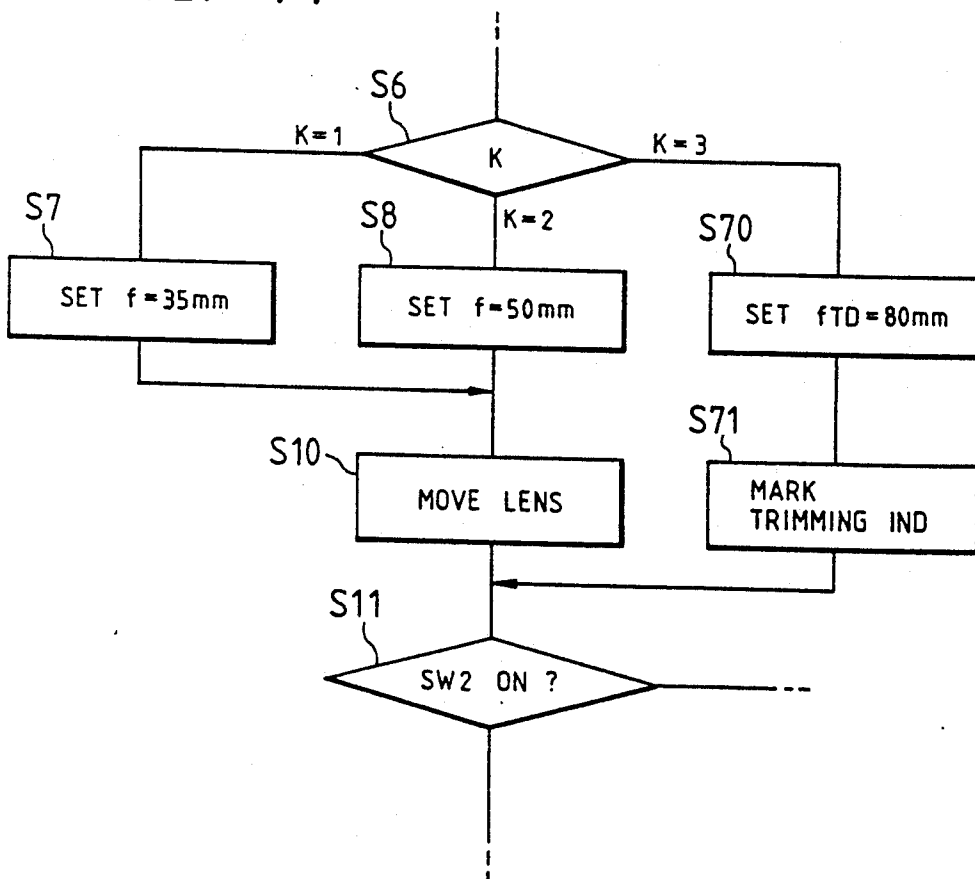 S6
K=1
K
K=3
K=2
S7
SET f=35mm
S8
SET f=50mm
S70
SET fTD=80mm
S10
MOVE LENS
S71
MARK
TRIMMING IND
S11
SW2 ON ?